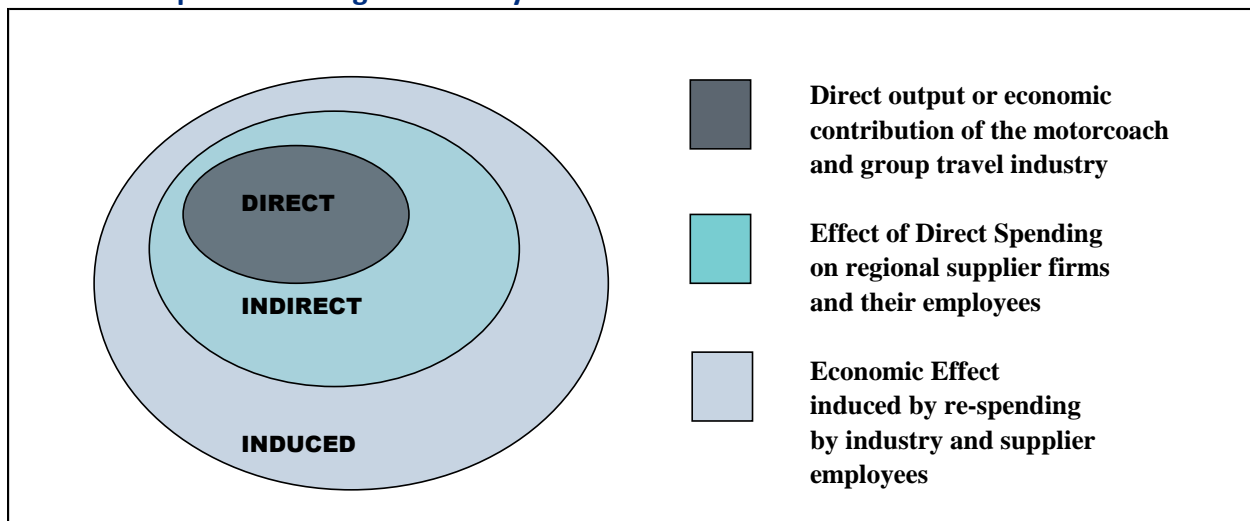 DIRECT
INDIRECT
INDUCED
Direct output or economic
contribution of the motorcoach
and group travel industry
Effect of Direct Spending
on regional supplier firms
and their employees
Economic Effect
induced by re-spending
by industry and supplier
employees